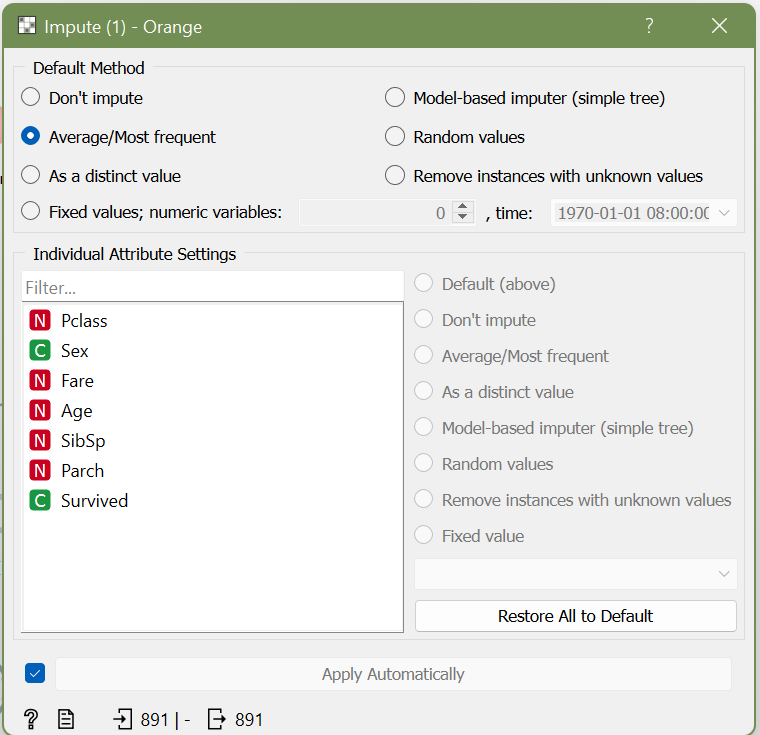 Impute (1) - Orange
?
Default Method
Don't impute
Model-based imputer (simple tree)
Average/Most frequent
Random values
As a distinct value
Remove instances with unknown values
Fixed values; numeric variables: 0 , time: 1970-01-01 08:00:00
Individual Attribute Settings
Filter...
N Pclass
C Sex
N Fare
N Age
N SibSp
N Parch
C Survived
Default (above)
Don't impute
Average/Most frequent
As a distinct value
Model-based imputer (simple tree)
Random values
Remove instances with unknown values
Fixed value
Restore All to Default
Apply Automatically
? 891 | - 891